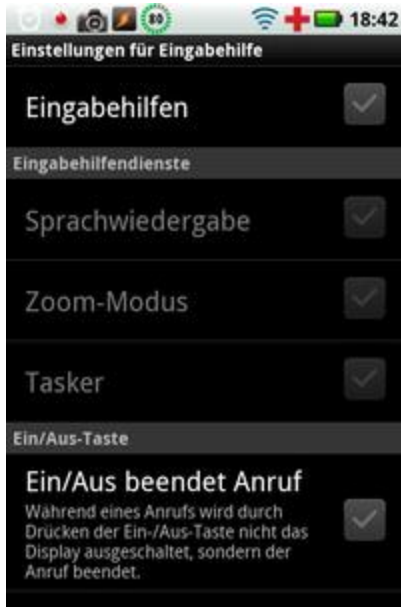 80
18:42
Einstellungen für Eingabehilfe
Eingabehilfen
Eingabehilfendienste
Sprachwiedergabe
Zoom-Modus
Tasker
Ein/Aus-Taste
Ein/Aus beendet Anruf
Während eines Anrufs wird durch
Drücken der Ein-/Aus-Taste nicht das
Display ausgeschaltet, sondern der
Anruf beendet.